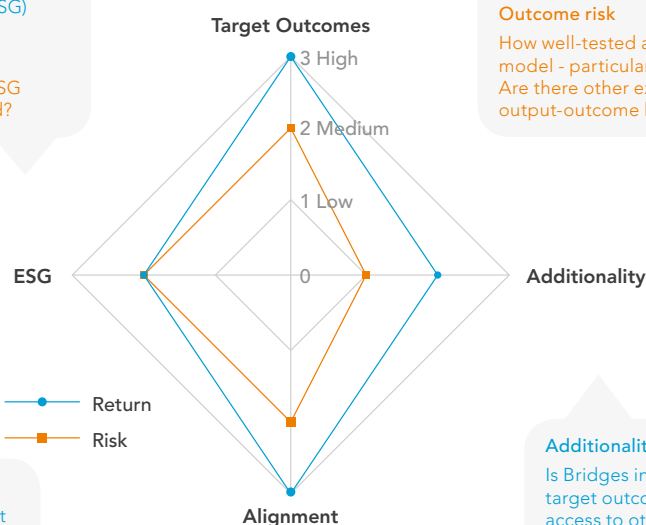 SG)
SG
d?
Target Outcomes
Outcome risk
How well-tested a
model - particular
Are there other e
output-outcome
3 High
2 Medium
1 Low
0
ESG
Additionality
Return
Risk
Alignment
t
Additionalit
Is Bridges in
target outco
access to ot